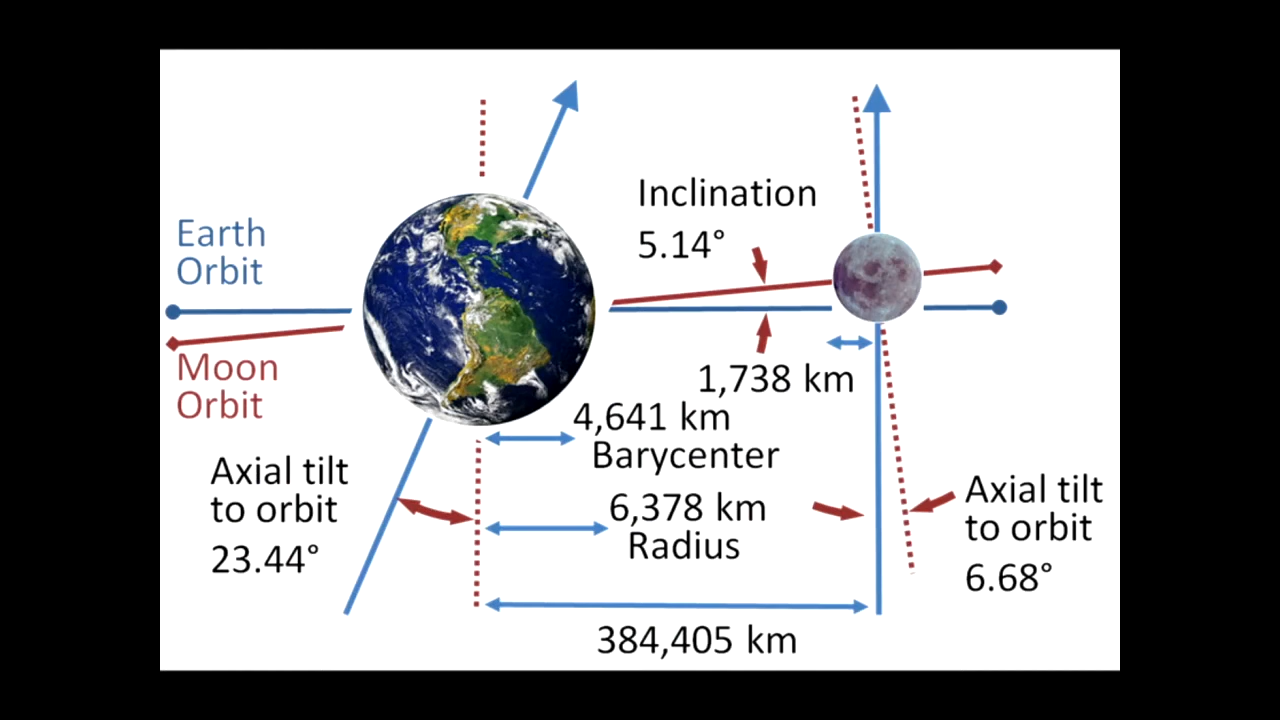 Earth
Orbit
Moon
Orbit
Inclination
5.14°
1,738 km
4,641 km
Barycenter
6,378 km
Radius
384,405 km
Axial tilt
to orbit
23.44°
Axial tilt
to orbit
6.68°